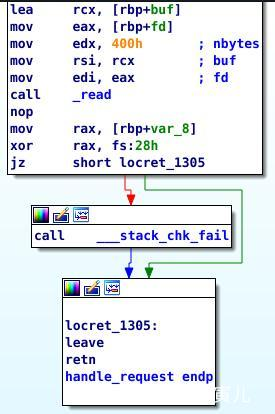 lea rcx, [rbp+buf]
mov eax, [rbp+fd]
mov edx, 400h ; nbytes
mov rsi, rcx ; buf
mov edi, eax ; fd
call _read
nop
mov rax, [rbp+var_8]
xor rax, fs:28h
jz short locret_1305
call ___stack_chk_fail
locret_1305:
leave
retn
handle_request endp